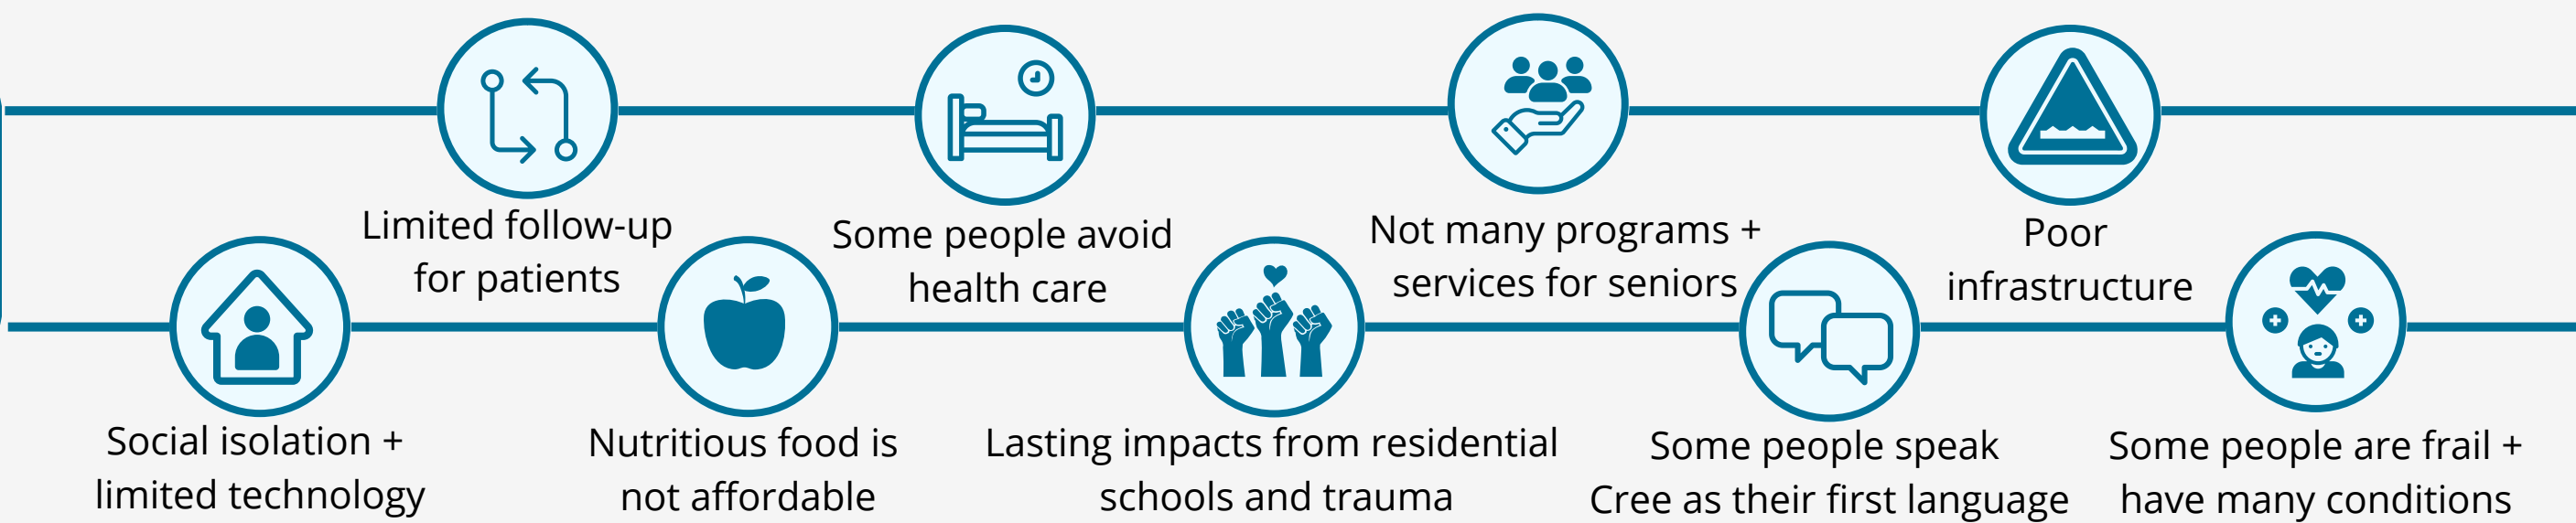 Limited follow-up
for patients
Some people avoid
health care
Not many programs +
services for seniors
Poor
infrastructure
Social isolation +
limited technology
Nutritious food is
not affordable
Lasting impacts from residential
schools and trauma
Some people speak
Cree as their first language
Some people are frail +
have many conditions